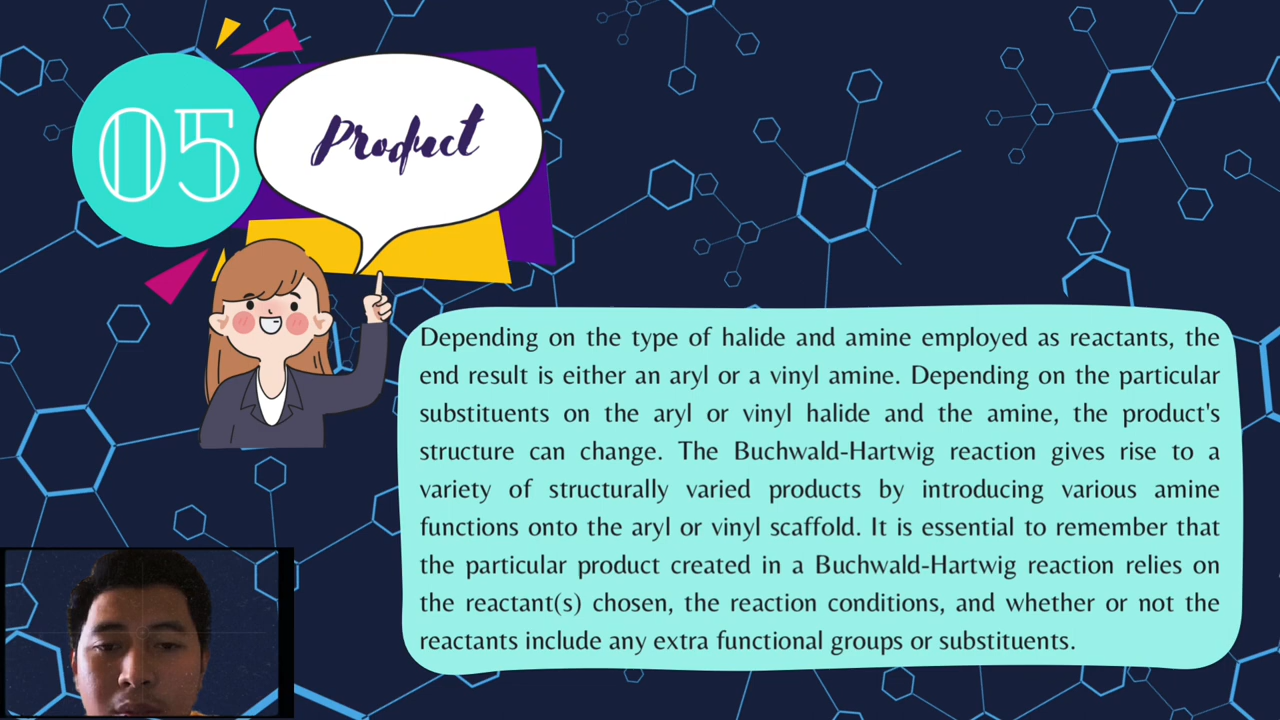 05
Product
Depending on the type of halide and amine employed as reactants, the
end result is either an aryl or a vinyl amine. Depending on the particular
substituents on the aryl or vinyl halide and the amine, the product's
structure can change. The Buchwald-Hartwig reaction gives rise to a
variety of structurally varied products by introducing various amine
functions onto the aryl or vinyl scaffold. It is essential to remember that
the particular product created in a Buchwald-Hartwig reaction relies on
the reactant(s) chosen, the reaction conditions, and whether or not the
reactants include any extra functional groups or substituents.